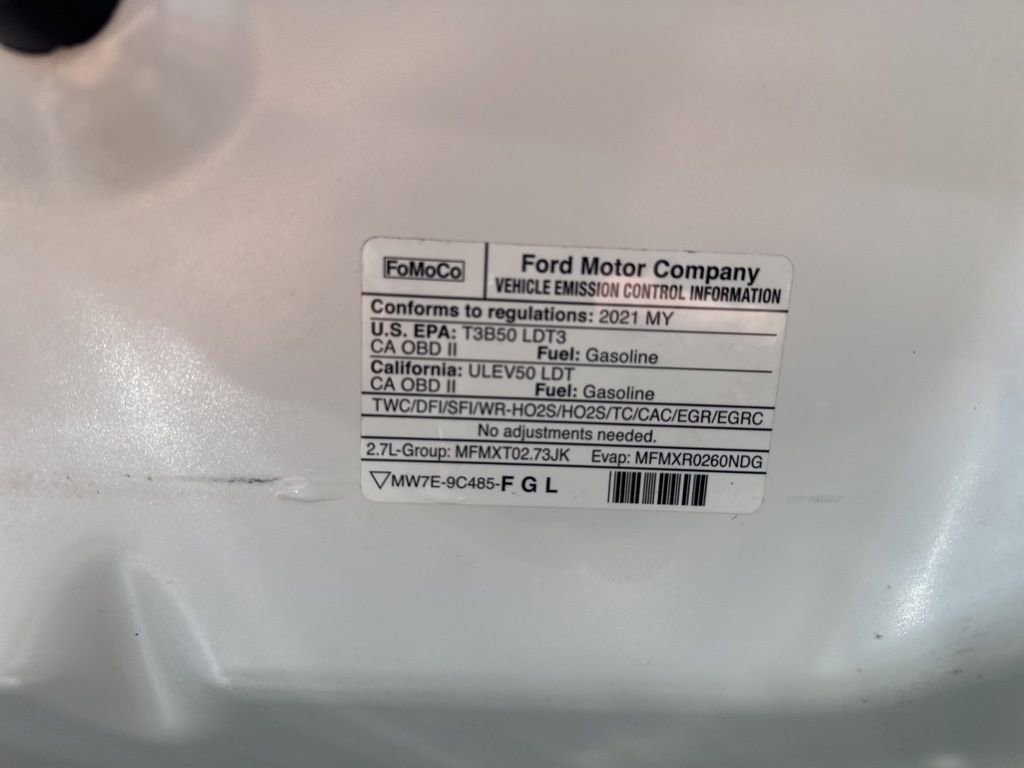 FoMoCo
Ford Motor Company
VEHICLE EMISSION CONTROL INFORMATION
Conforms to regulations: 2021 MY
U.S. EPA: T3B50 LDT3
CA OBD II Fuel: Gasoline
California: ULEV50 LDT
CA OBD II Fuel: Gasoline
TWC/DFI/SFI/WR-HO2S/HO2S/TC/CAC/EGR/EGRC
No adjustments needed.
2.7L-Group: MFMXT02.73JK Evap: MFMXR0260NDG
MW7E-9C485-F G L